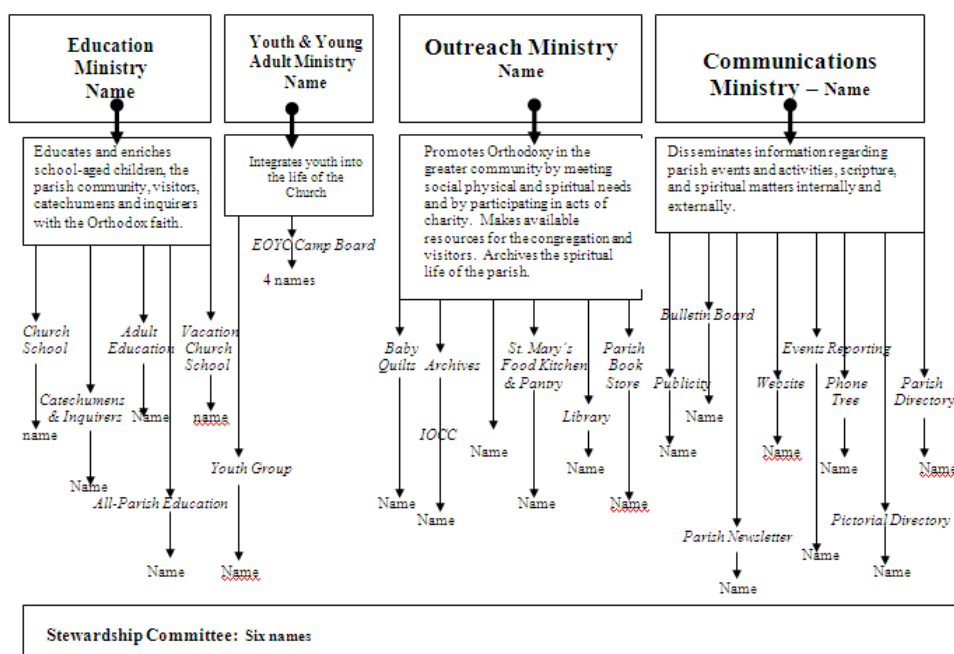 Education
Ministry
Name
Youth & Young
Adult Ministry
Name
Outreach Ministry
Name
Communications
Ministry – Name
Educates and enriches
school-aged children, the
parish community, visitors,
catechumens and inquirers
with the Orthodox faith.
Integrates youth into
the life of the
Church
Promotes Orthodoxy in the
greater community by meeting
social physical and spiritual needs
and by participating in acts of
charity. Makes available
resources for the congregation and
visitors. Archives the spiritual
life of the parish.
Disseminates information regarding
parish events and activities, scripture,
and spiritual matters internally and
externally.
EOYC Camp Board
4 names
Church
School
name
Catechumens
& Inquirers
Name
Adult
Education
Name
All-Parish Education
Name
Vacation
Church
School
name
Youth Group
Name
Baby
Quilts
Name
Archives
IOCC
Name
Name
St. Mary's
Food Kitchen
& Pantry
Name
Library
Name
Parish
Book
Store
Name
Publicity
Name
Bulletin Board
Name
Parish Newsletter
Name
Website
Name
Events Reporting
Name
Phone
Tree
Name
Pictorial Directory
Name
Parish
Directory
Name
Stewardship Committee: Six names